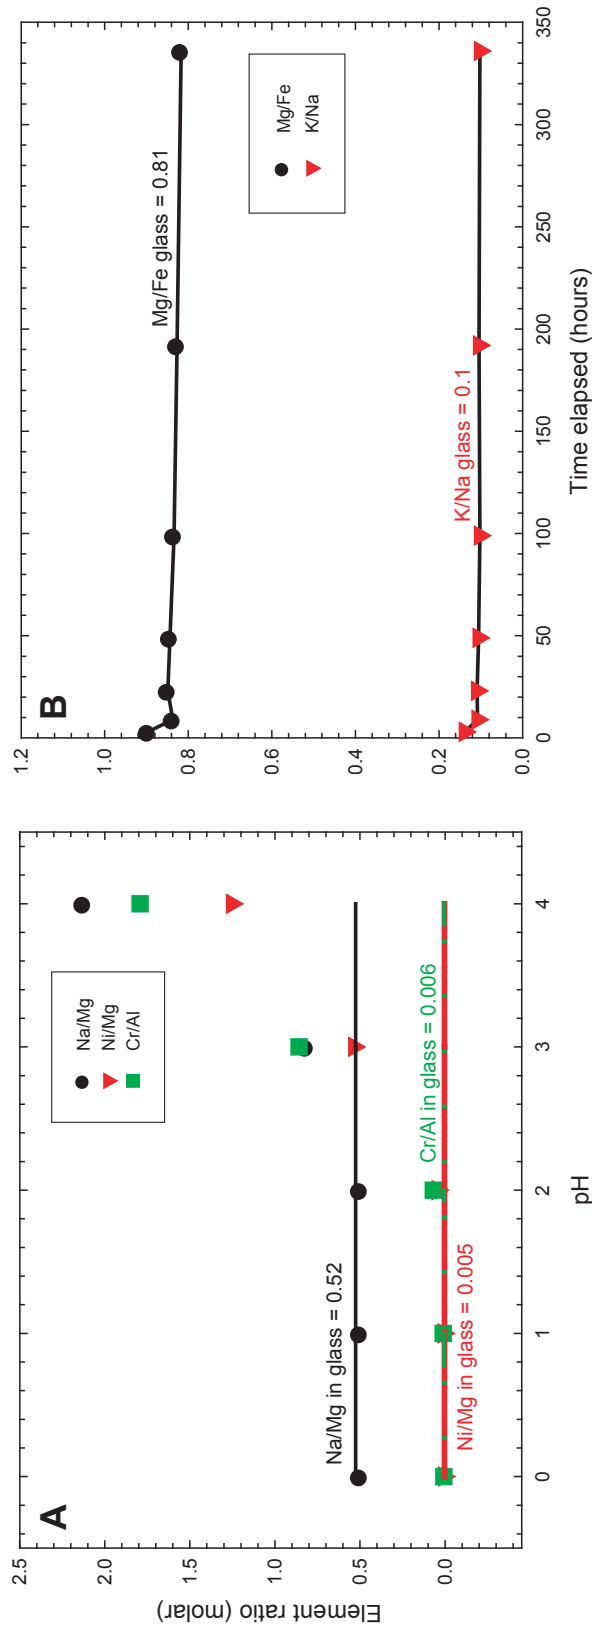 A
2.5
2.0
1.5
1.0
0.5
0.0
Element ratio (molar)
Na/Mg
Ni/Mg
Cr/Al
Na/Mg in glass = 0.52
Cr/Al in glass = 0.006
Ni/Mg in glass = 0.005
0
1
2
3
4
pH
B
1.2
1.0
0.8
0.6
0.4
0.2
0.0
Mg/Fe glass = 0.81
Mg/Fe
K/Na
K/Na glass = 0.1
0
50
100
150
200
250
300
350
Time elapsed (hours)